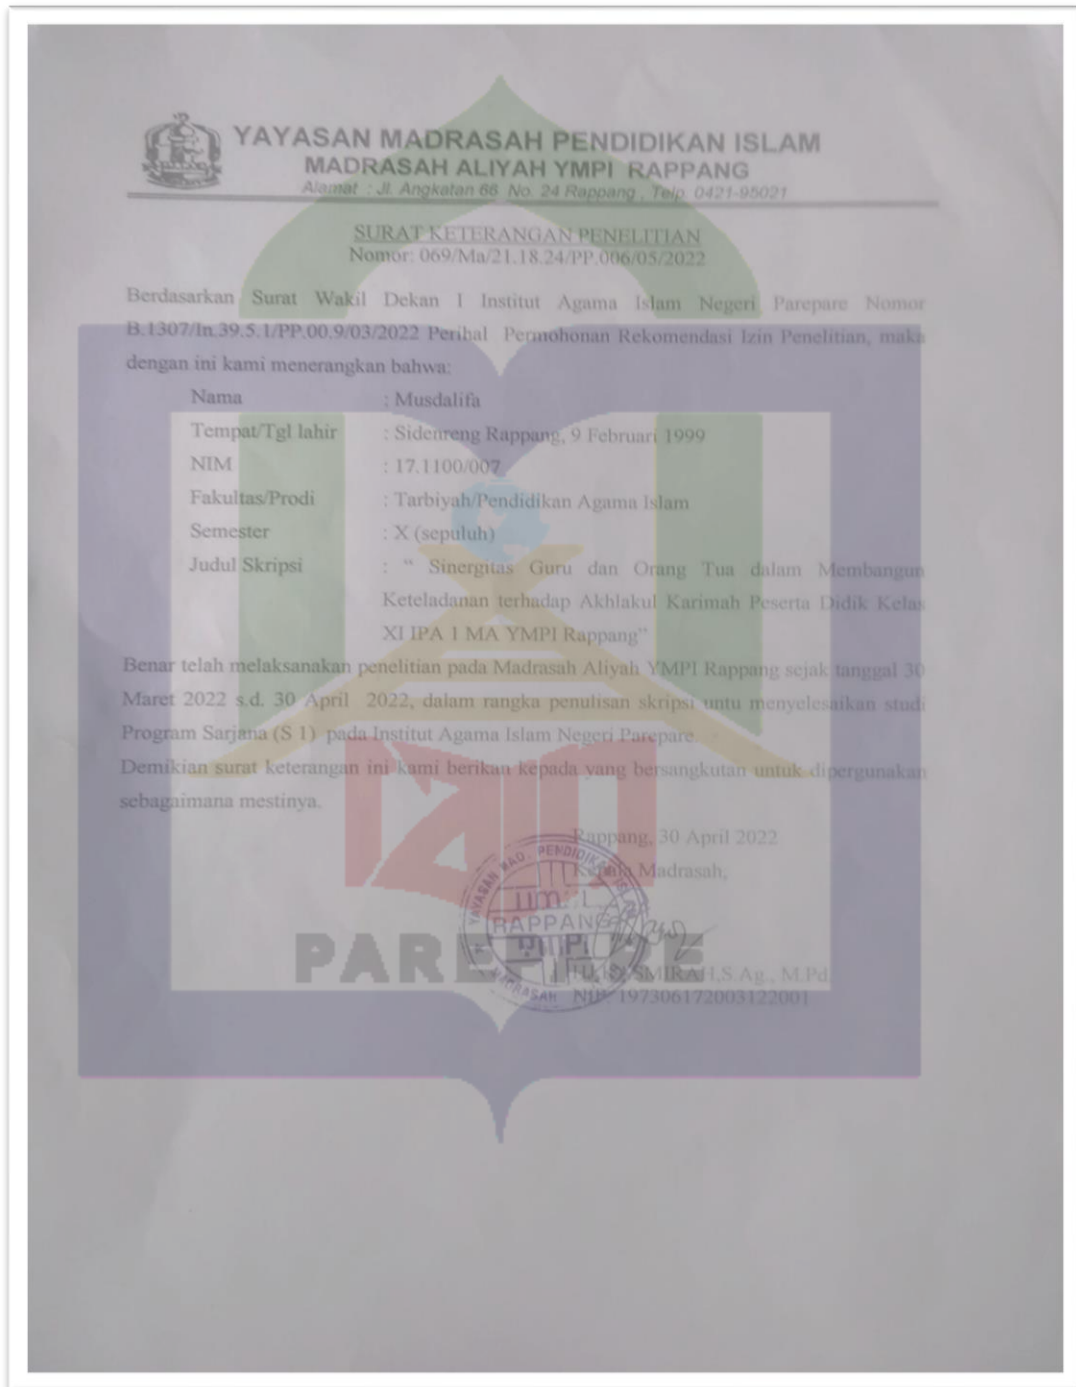 YAYASAN MADRASAH PENDIDIKAN ISLAM
MADRASAH ALIYAH YMPI RAPPANG
Alamat : Jl. Angkatan 66 No. 24 Rappang , Telp. 0421-95021
SURAT KETERANGAN PENELITIAN
Nomor: 069/Ma/21.18.24/PP.006/05/2022
Berdasarkan Surat Wakil Dekan I Institut Agama Islam Negeri Parepare Nomor
B.1307/In.39.5.1/PP.00.9/03/2022 Perihal Permohonan Rekomendasi Izin Penelitian, maka
dengan ini kami menerangkan bahwa:
Nama : Musdalifa
Tempat/Tgl lahir : Sidenreng Rappang, 9 Februari 1999
NIM : 17.1100/007
Fakultas/Prodi : Tarbiyah/Pendidikan Agama Islam
Semester : X (sepuluh)
Judul Skripsi : “ Sinergitas Guru dan Orang Tua dalam Membangun
Keteladanan terhadap Akhlakul Karimah Peserta Didik Kelas
XI IPA 1 MA YMPI Rappang”
Benar telah melaksanakan penelitian pada Madrasah Aliyah YMPI Rappang sejak tanggal 30
Maret 2022 s.d. 30 April 2022, dalam rangka penulisan skripsi untu menyelesaikan studi
Program Sarjana (S 1) pada Institut Agama Islam Negeri Parepare.
Demikian surat keterangan ini kami berikan kepada yang bersangkutan untuk dipergunakan
sebagaimana mestinya.
Rappang, 30 April 2022
Kepala Madrasah,
YAYASAN MAD. PENDIDIKAN ISLAM
RAPPANG
MADRASAH
PAREPARE
S.Ag., M.Pd
NIP. 197306172003122001